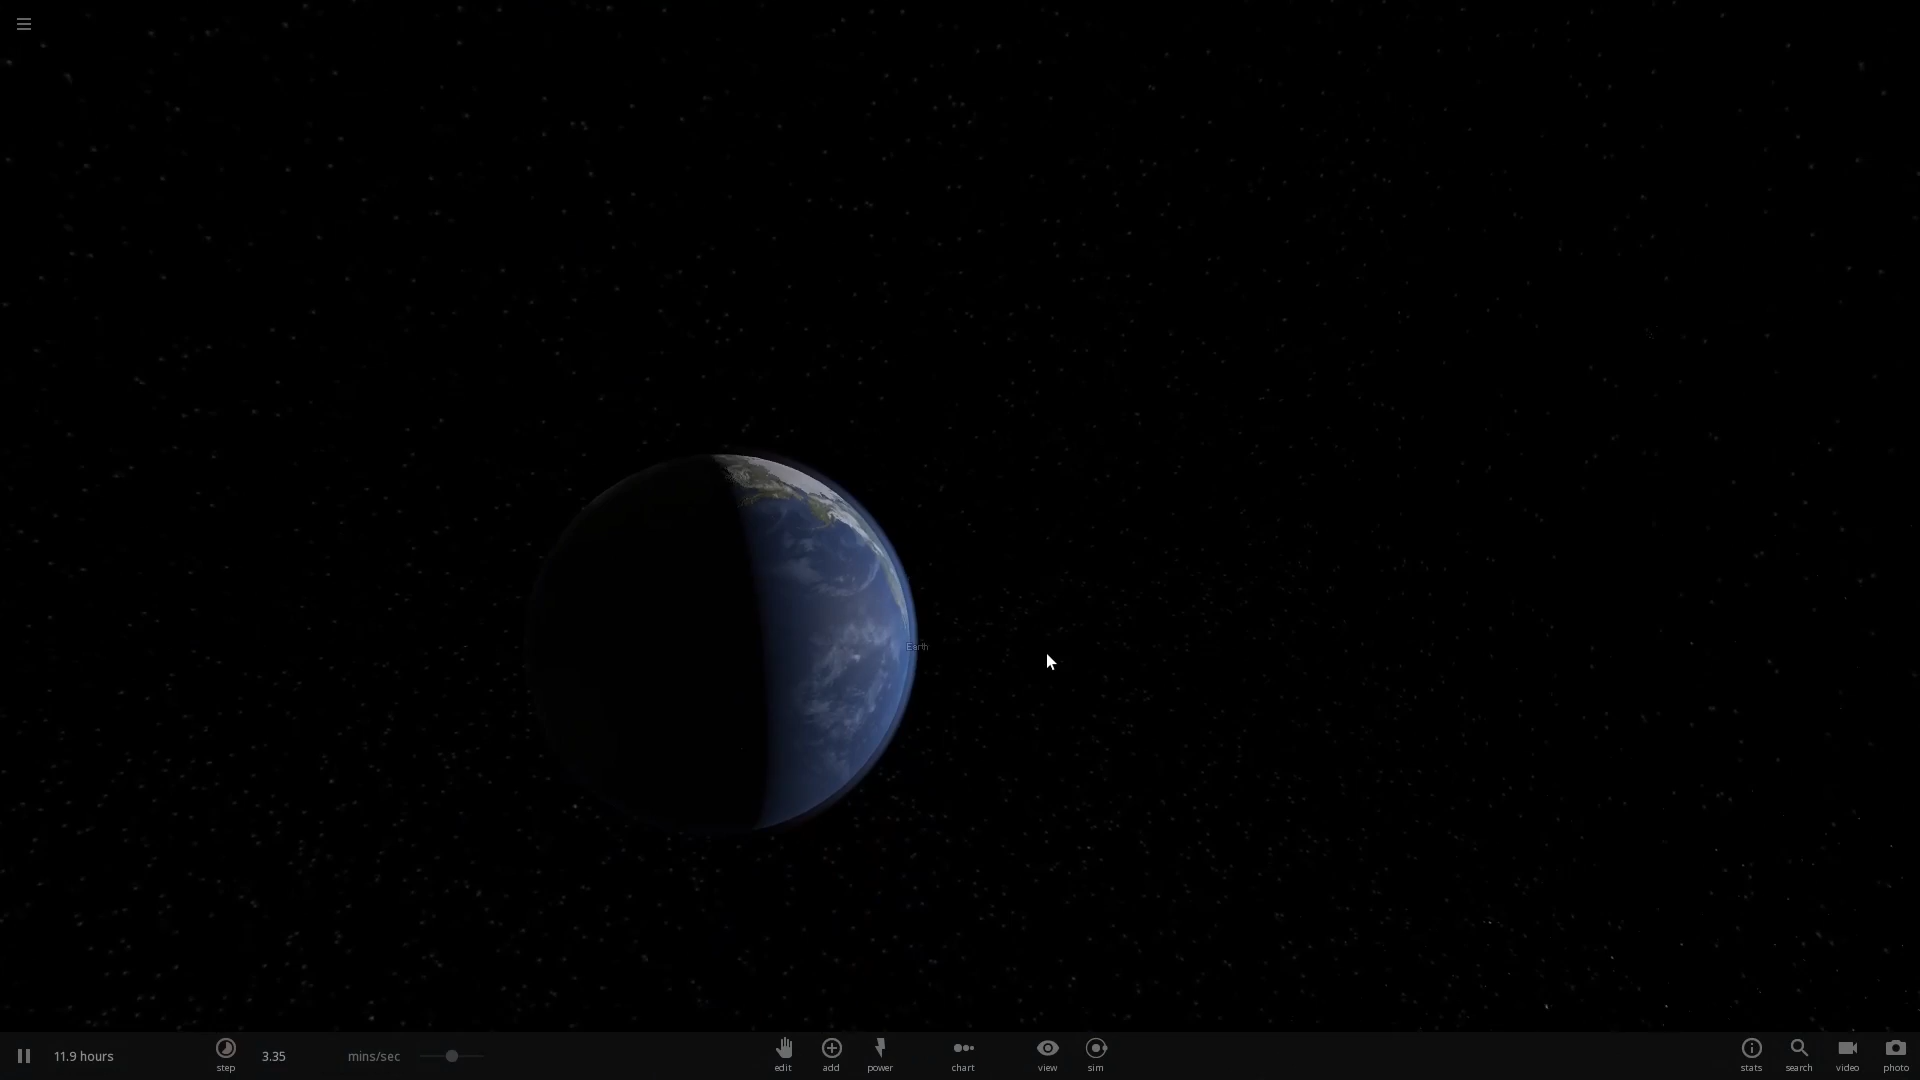 Earth
11.9 hours
step
3.35
mins/sec
edit
add
power
chart
view
sim
stats
search
video
photo